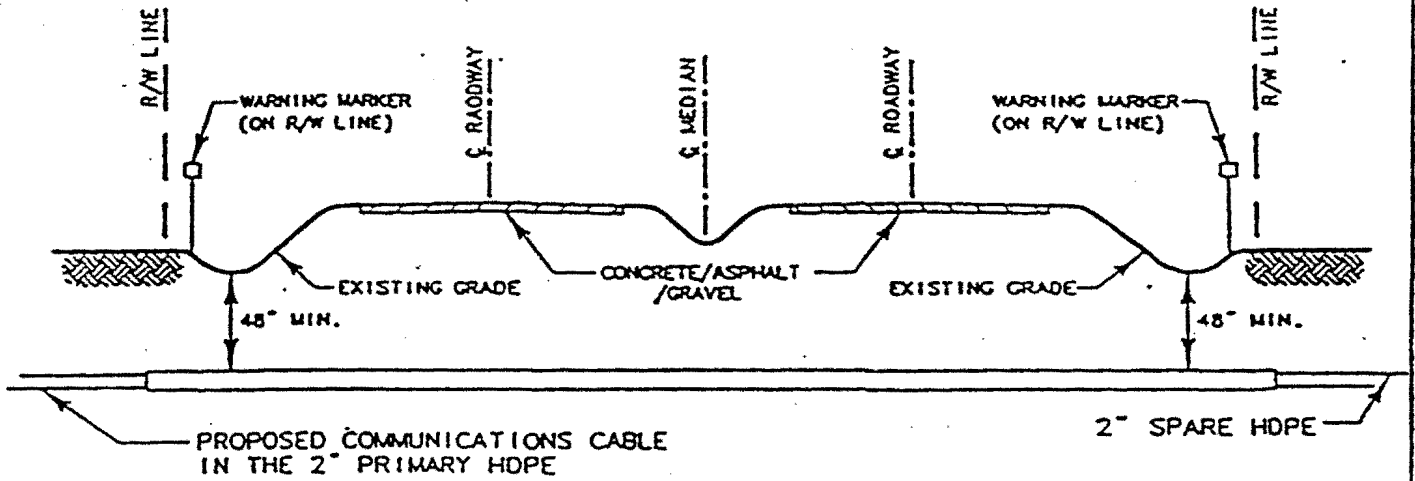 R/W LINE
℄ RAODWAY
℄ MEDIAN
℄ ROADWAY
R/W LINE
WARNING MARKER
(ON R/W LINE)
WARNING MARKER
(ON R/W LINE)
EXISTING GRADE
CONCRETE/ASPHALT
/GRAVEL
EXISTING GRADE
48" MIN.
48" MIN.
PROPOSED COMMUNICATIONS CABLE
IN THE 2" PRIMARY HDPE
2" SPARE HDPE